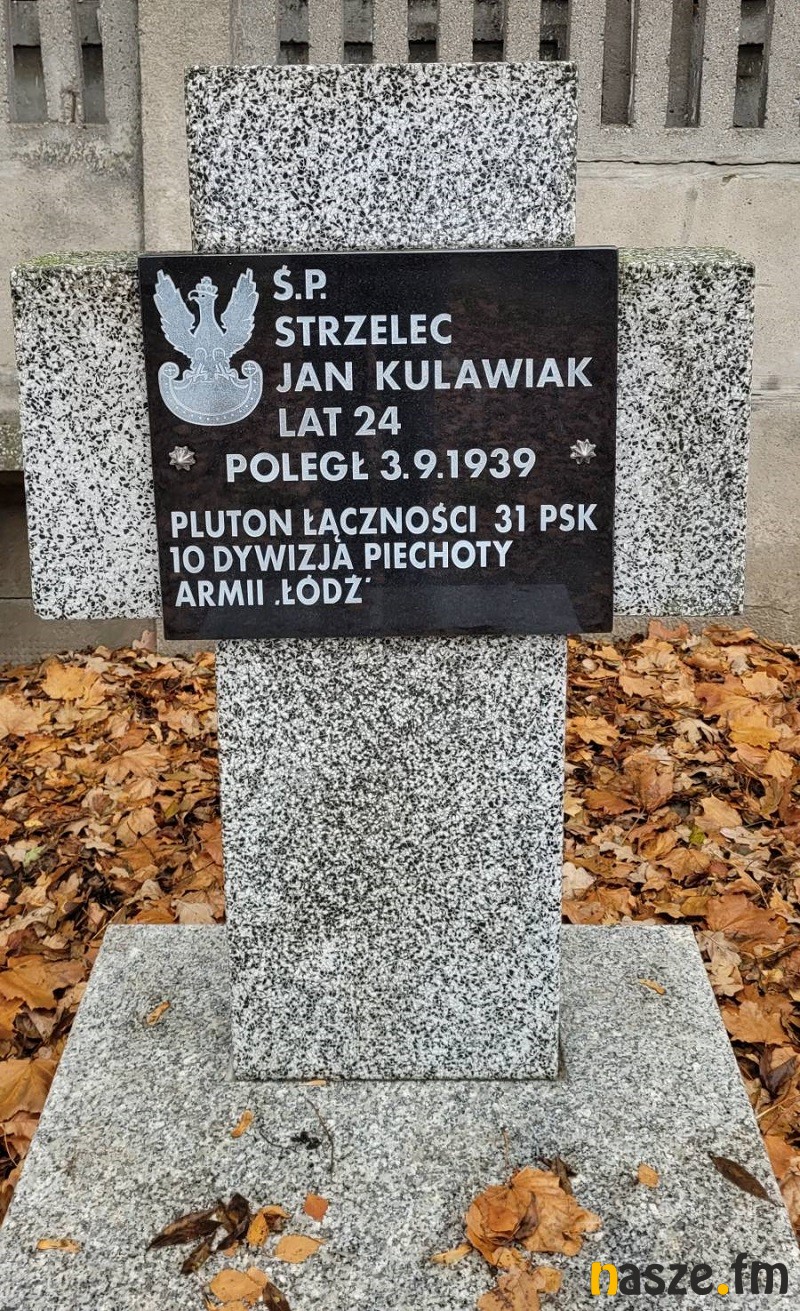 Ś.P.
STRZELEC
JAN KULAWIAK
LAT 24
POLEGŁ 3.9.1939
PLUTON ŁĄCZNOŚCI 31 PSK
10 DYWIZJA PIECHOTY
ARMII "ŁÓDŹ"
nasze.fm